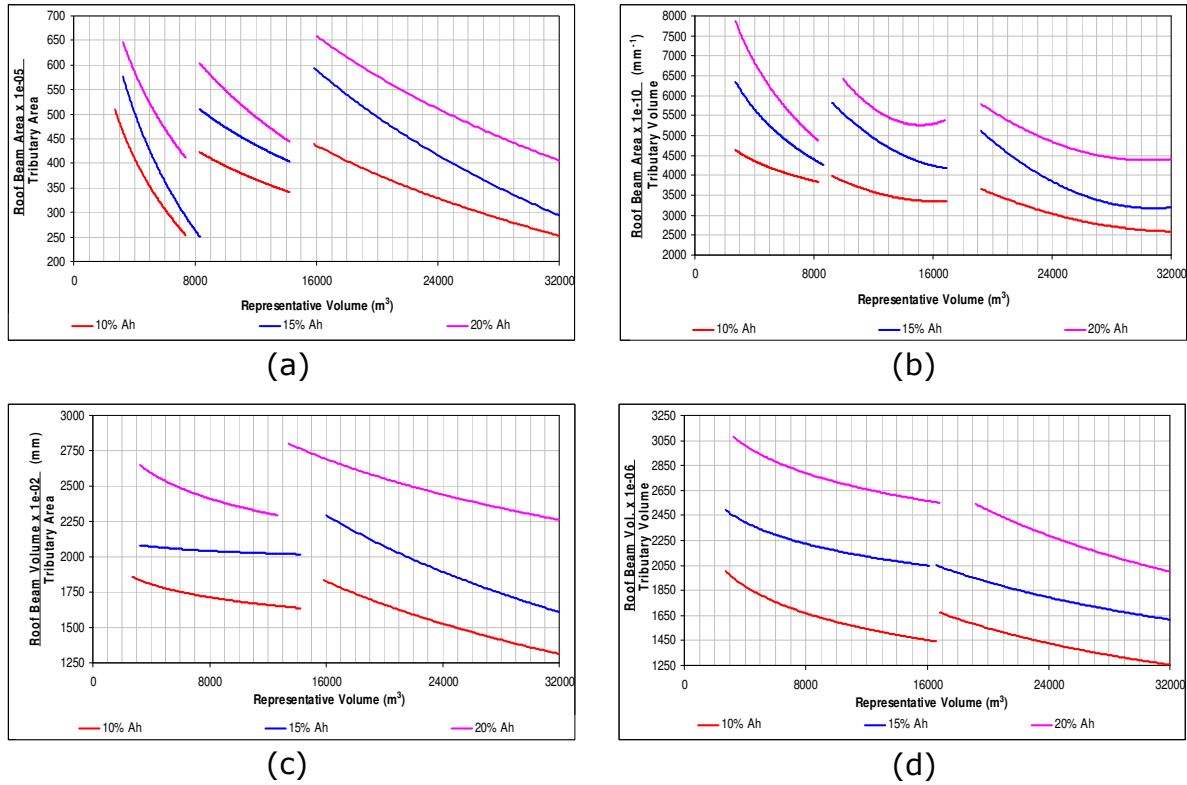 700
650
600
550
500
450
400
350
300
250
200
Roof Beam Area x 1e-05
Tributary Area
0 8000 16000 24000 32000
Representative Volume (m³)
10% Ah 15% Ah 20% Ah
(a)
8000
7500
7000
6500
6000
5500
5000
4500
4000
3500
3000
2500
2000
Roof Beam Area x 1e-10 (mm⁻¹)
Tributary Volume
0 8000 16000 24000 32000
Representative Volume (m³)
10% Ah 15% Ah 20% Ah
(b)
3000
2750
2500
2250
2000
1750
1500
1250
Roof Beam Volume x 1e-02 (mm)
Tributary Area
0 8000 16000 24000 32000
Representative Volume (m³)
10% Ah 15% Ah 20% Ah
(c)
3250
3050
2850
2650
2450
2250
2050
1850
1650
1450
1250
Roof Beam Vol. x 1e-06
Tributary Volume
0 8000 16000 24000 32000
Representative Volume (m³)
10% Ah 15% Ah 20% Ah
(d)